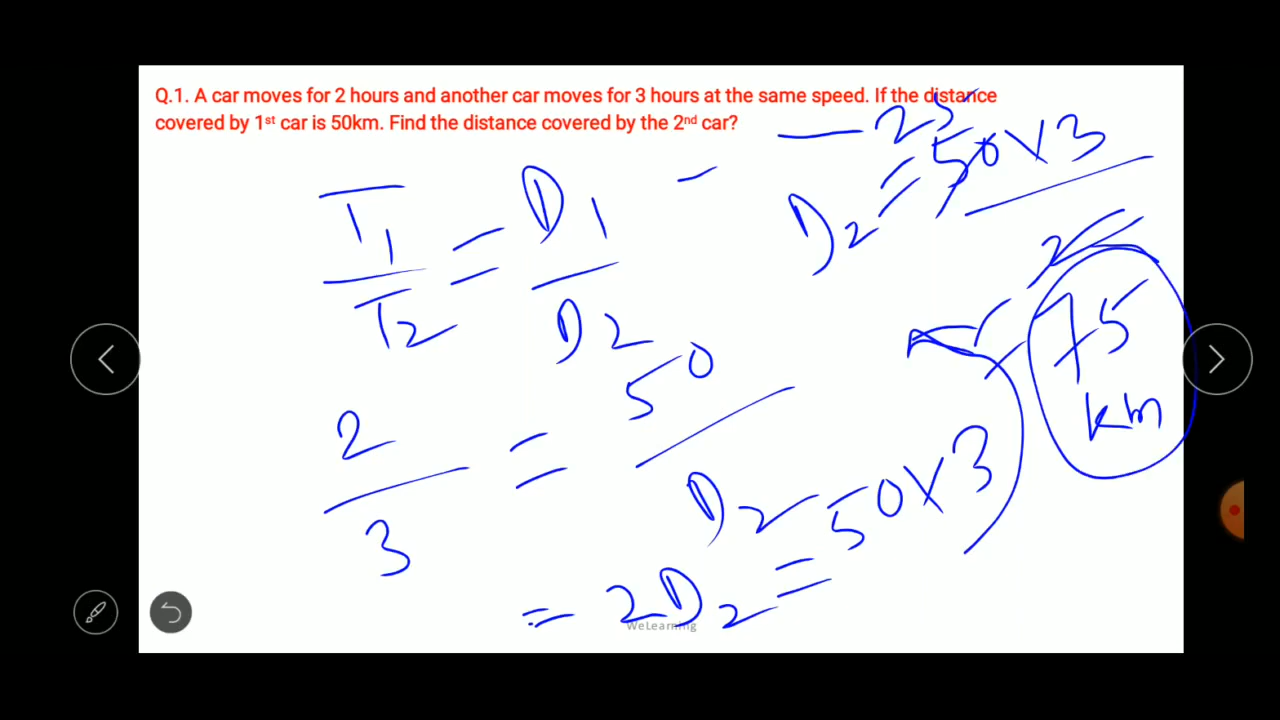 Q.1. A car moves for 2 hours and another car moves for 3 hours at the same speed. If the distance
covered by 1st car is 50km. Find the distance covered by the 2nd car?
T1/T2 = D1/D2
2/3 = 50/D2
= 2D2 = 50×3
25
D2 = 50×3/2
= 75
km
WeLearning